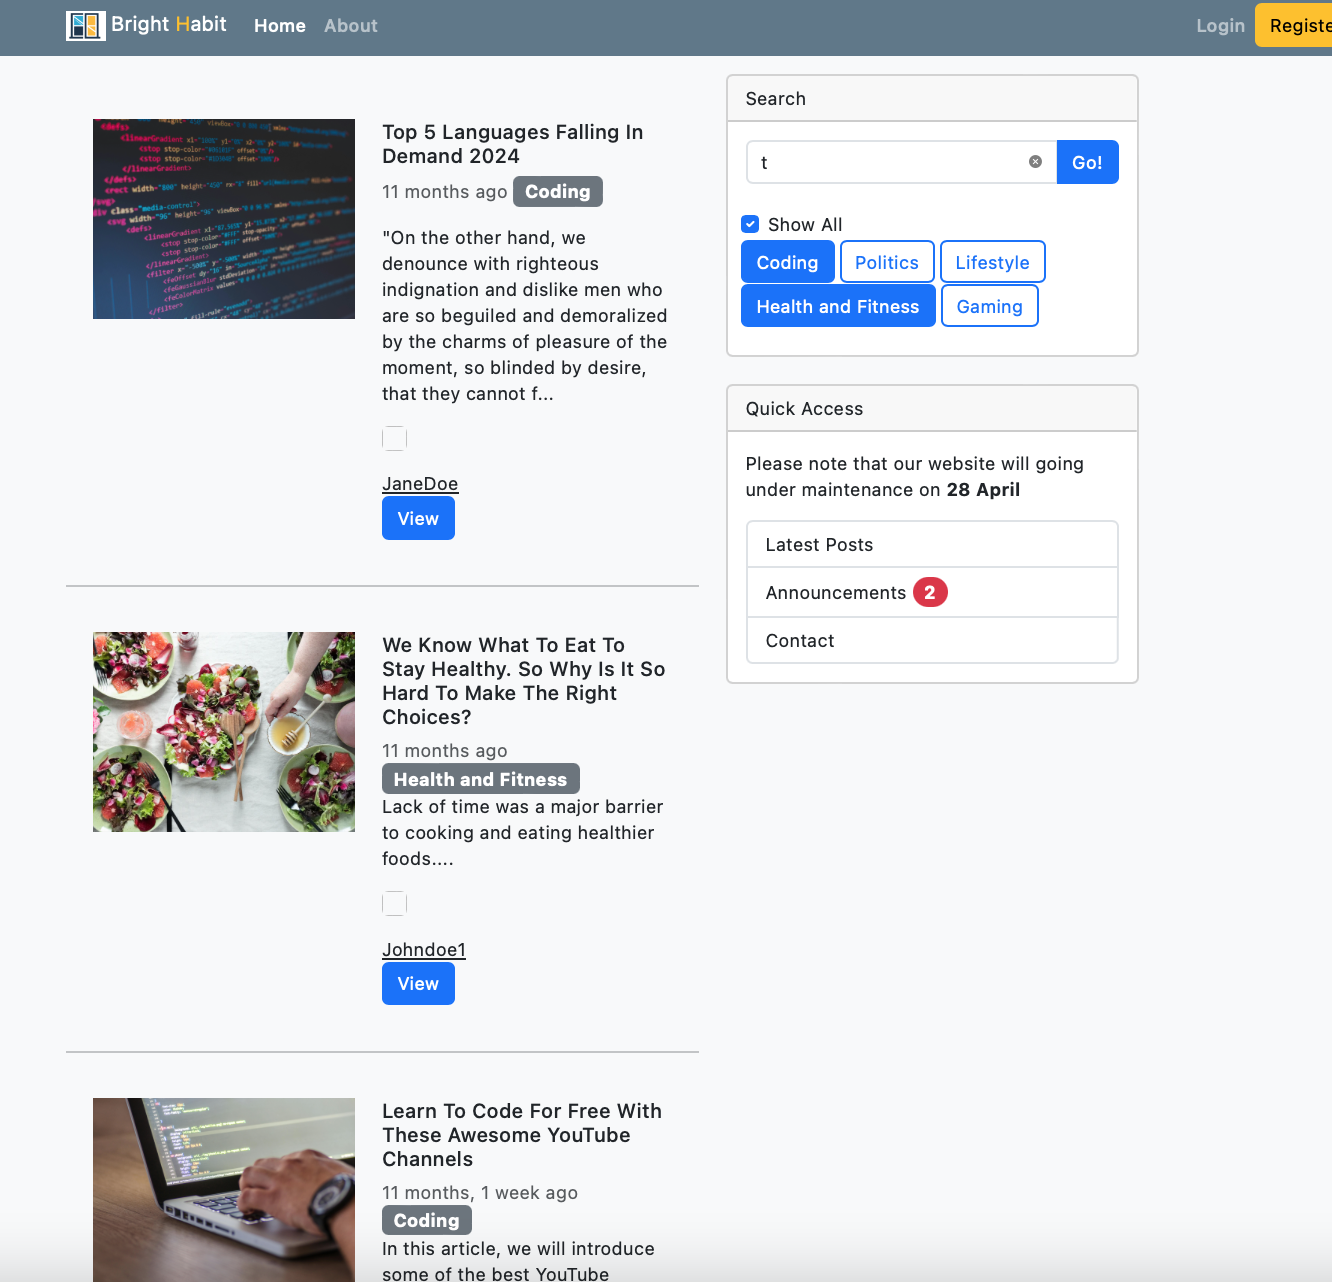 Bright Habit Home About Login Registe
Top 5 Languages Falling In
Demand 2024
11 months ago Coding
"On the other hand, we
denounce with righteous
indignation and dislike men who
are so beguiled and demoralized
by the charms of pleasure of the
moment, so blinded by desire,
that they cannot f...
JaneDoe
View
We Know What To Eat To
Stay Healthy. So Why Is It So
Hard To Make The Right
Choices?
11 months ago
Health and Fitness
Lack of time was a major barrier
to cooking and eating healthier
foods....
Johndoe1
View
Learn To Code For Free With
These Awesome YouTube
Channels
11 months, 1 week ago
Coding
In this article, we will introduce
some of the best YouTube
Search
t
Go!
Show All
Coding Politics Lifestyle
Health and Fitness Gaming
Quick Access
Please note that our website will going
under maintenance on 28 April
Latest Posts
Announcements 2
Contact